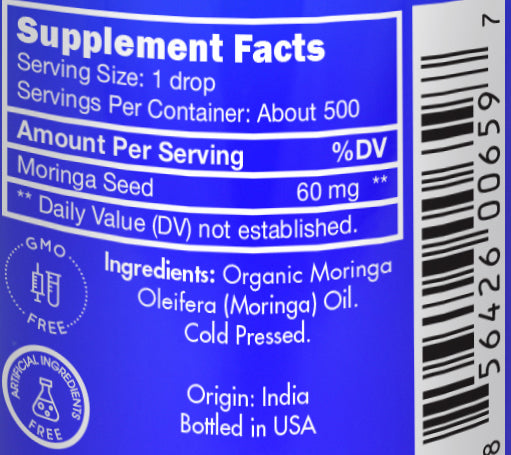 Supplement Facts
Serving Size: 1 drop
Servings Per Container: About 500
Amount Per Serving %DV
Moringa Seed 60 mg **
** Daily Value (DV) not established.
GMO
FREE
Ingredients: Organic Moringa
Oleifera (Moringa) Oil.
Cold Pressed.
ARTIFICIAL INGREDIENTS
FREE
Origin: India
Bottled in USA
8 56426 00659 7